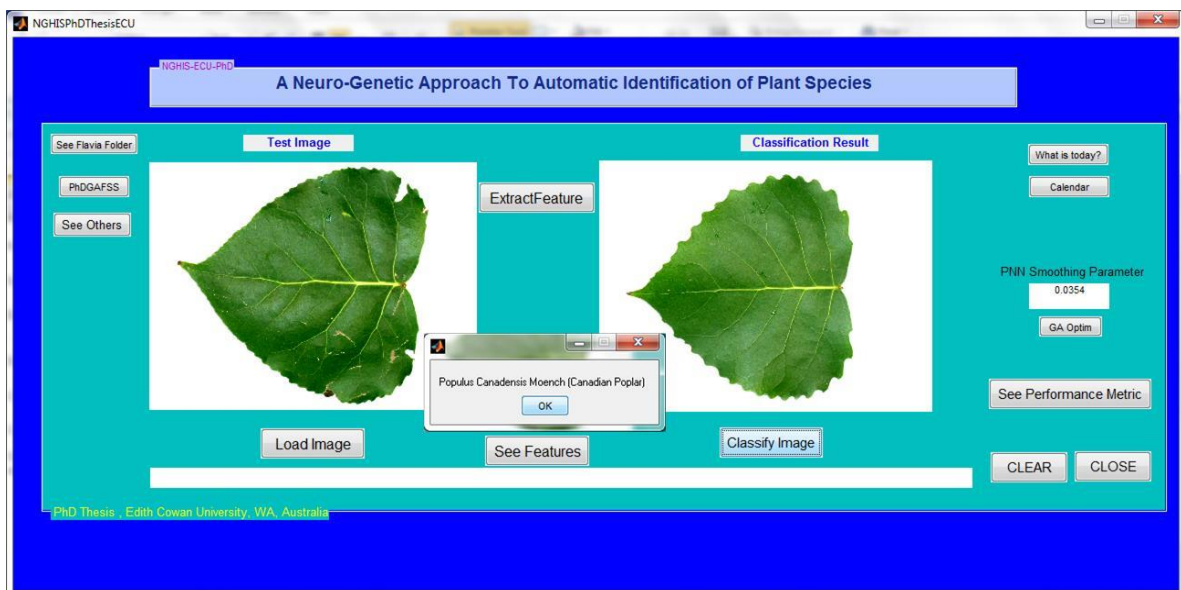 NGHISPhDThesisECU
NGHIS-ECU-PhD
A Neuro-Genetic Approach To Automatic Identification of Plant Species
See Flavia Folder
Test Image
Classification Result
What is today?
PhDGAFSS
ExtractFeature
Calendar
See Others
PNN Smoothing Parameter
0.0354
GA Optim
Populus Canadensis Moench (Canadian Poplar)
OK
See Performance Metric
Load Image
See Features
Classify Image
CLEAR
CLOSE
PhD Thesis , Edith Cowan University, WA, Australia